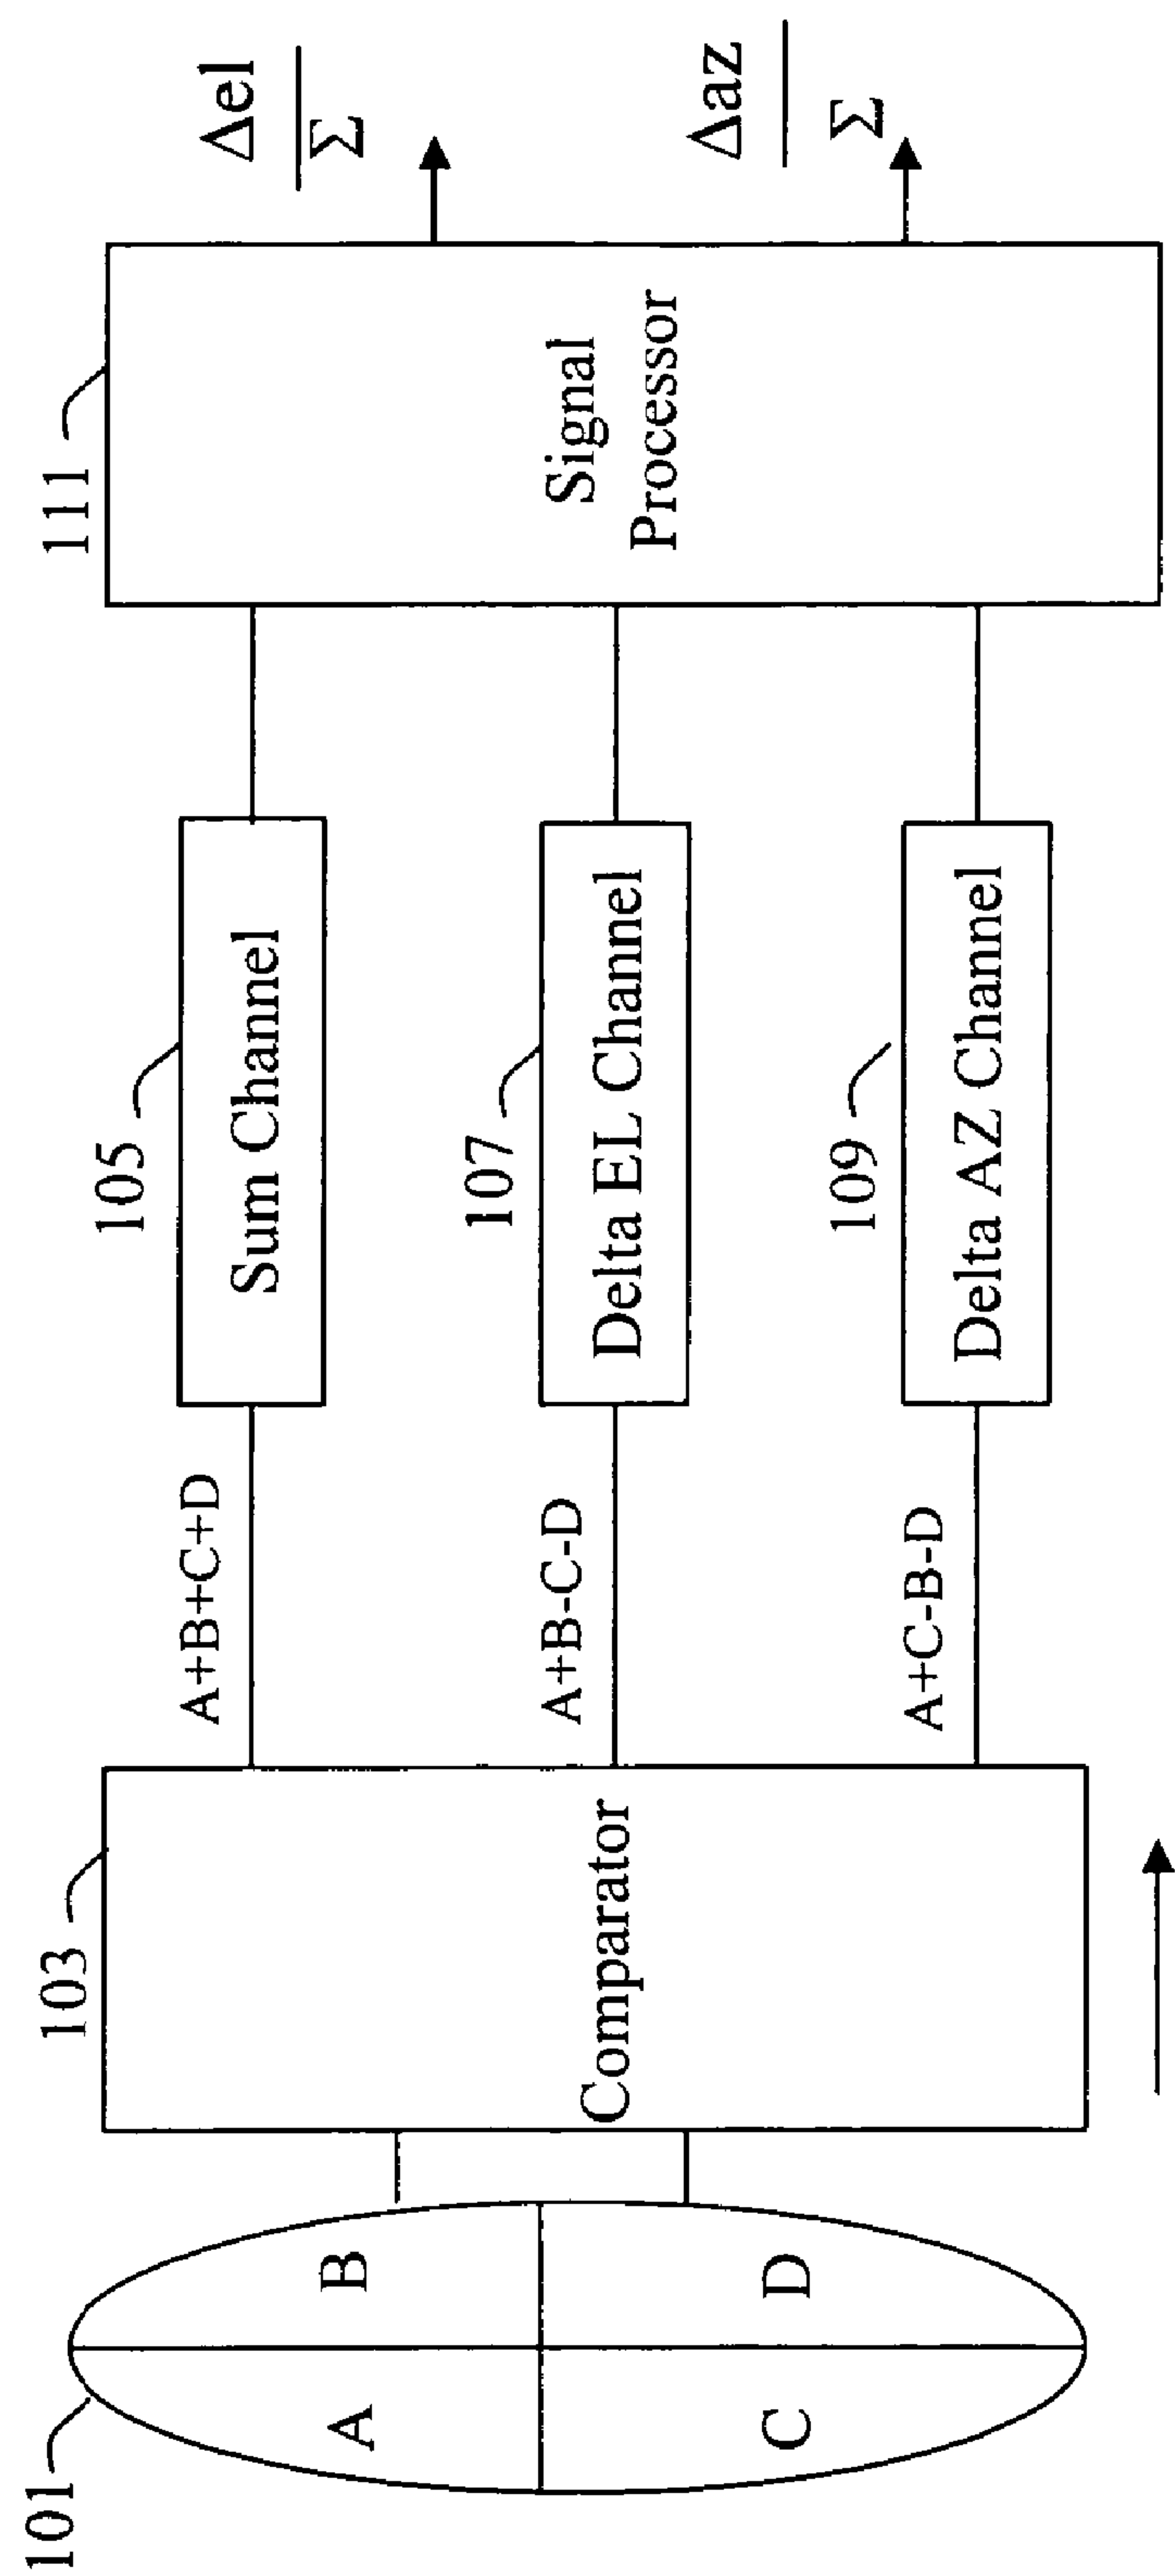 101
A
B
C
D
103
Comparator
A+B+C+D
A+B-C-D
A+C-B-D
105
Sum Channel
107
Delta EL Channel
109
Delta AZ Channel
111
Signal
Processor
Δel
Σ
Δaz
Σ